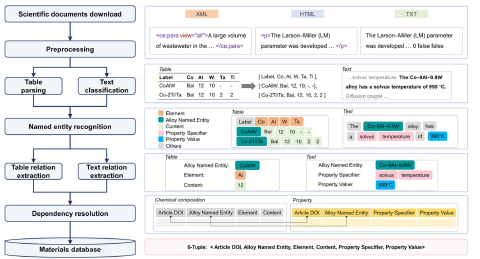 Scientific documents download
Preprocessing
Table parsing
Text classification
Named entity recognition
Table relation extraction
Text relation extraction
Dependency resolution
Materials database
XML
HTML
TXT
<ce:para view="all">A large volume
of wastewater in the ... </ce:para>
<p>The Larson–Miller (LM)
parameter was developed ... </p>
The Larson–Miller (LM) parameter
was developed ... 0 false false
Table
Label Co Al W Ta Ti
CoAlW Bal 12 10 - -
Co-2Ti/Ta Bal 12 10 2 2
[ Label, Co, Al, W, Ta, Ti ],
[ CoAlW, Bal, 12, 10, -, -],
[ Co-2Ti/Ta, Bal, 12, 10, 2, 2 ]
Text
...solvus temperature. The Co–9Al–9.8W
alloy has a solvus temperature of 990 °C.
Diffusion couple ...
Element
Alloy Named Entity
Content
Property Specifier
Property Value
Others
Table
Label Co Al W Ta
CoAlW Bal 12 10 - -
Co-2Ti/Ta Bal 12 10 2 2
Text
The Co–9Al–9.8W alloy has
a solvus temperature of 990°C
Table
Alloy Named Entity: CoAlW
Element: Al
Content: 12
Text
Alloy Named Entity: Co–9Al–9.8W
Property Specifier: solvus temperature
Property Value: 990°C
Chemical composition
Article DOI Alloy Named Entity Element Content
Property
Article DOI Alloy Named Entity Property Specifier Property Value
6-Tuple: < Article DOI, Alloy Named Entity, Element, Content, Property Specifier, Property Value>